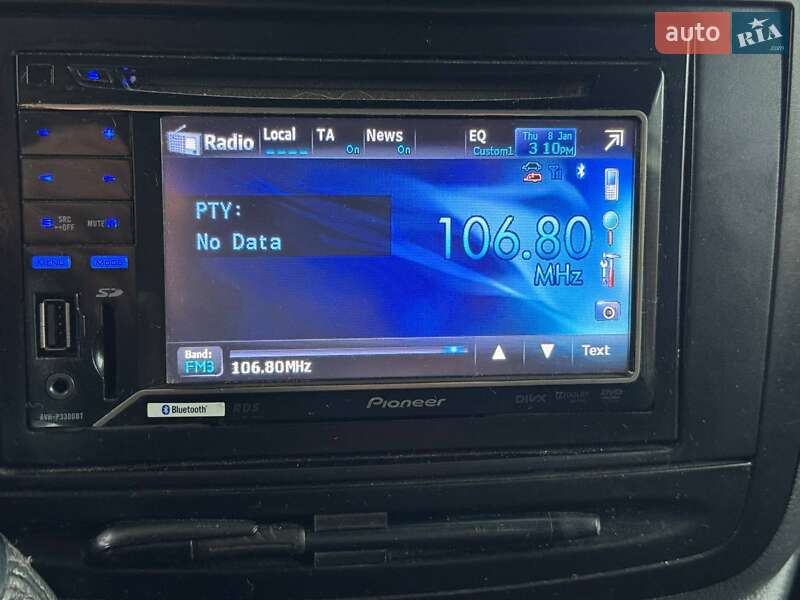 auto RIA .com
Radio
Local
TA On
News On
EQ Custom1
Thu 8 Jan
3 10PM
SRC
OFF
MUTE
PTY:
No Data
106.80
MHz
MENU
MODE
SD
Band:
FM3
106.80MHz
Text
AVH-P3300BT
Bluetooth
RDS
Pioneer
DIVX
DOLBY
DVD